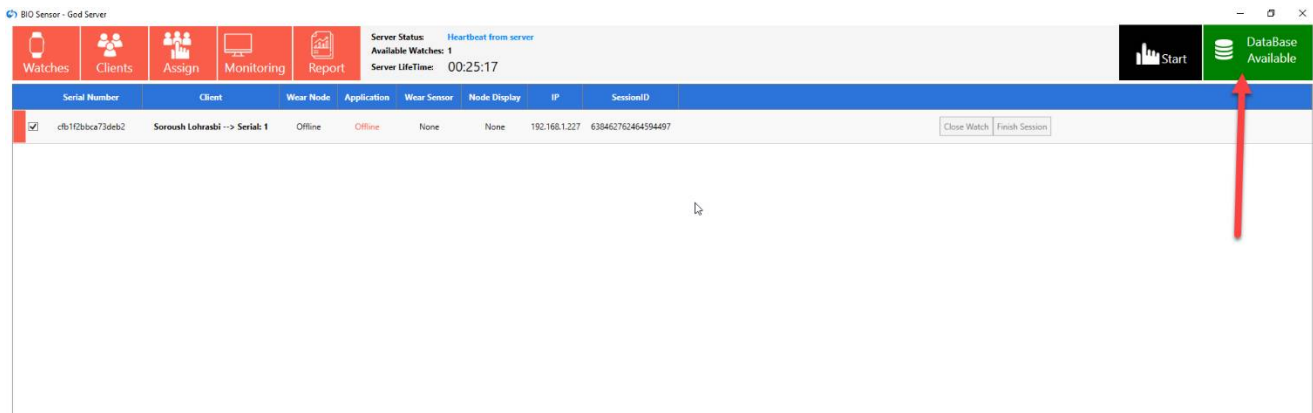 BIO Sensor - God Server
Watches
Clients
Assign
Monitoring
Report
Server Status: Heartbeat from server
Available Watches: 1
Server LifeTime: 00:25:17
Start
DataBase
Available
Serial Number Client Wear Node Application Wear Sensor Node Display IP SessionID
cfb1f2bbca73deb2 Soroush Lohrasbi --> Serial: 1 Offline Offline None None 192.168.1.227 638462762464594497 Close Watch Finish Session